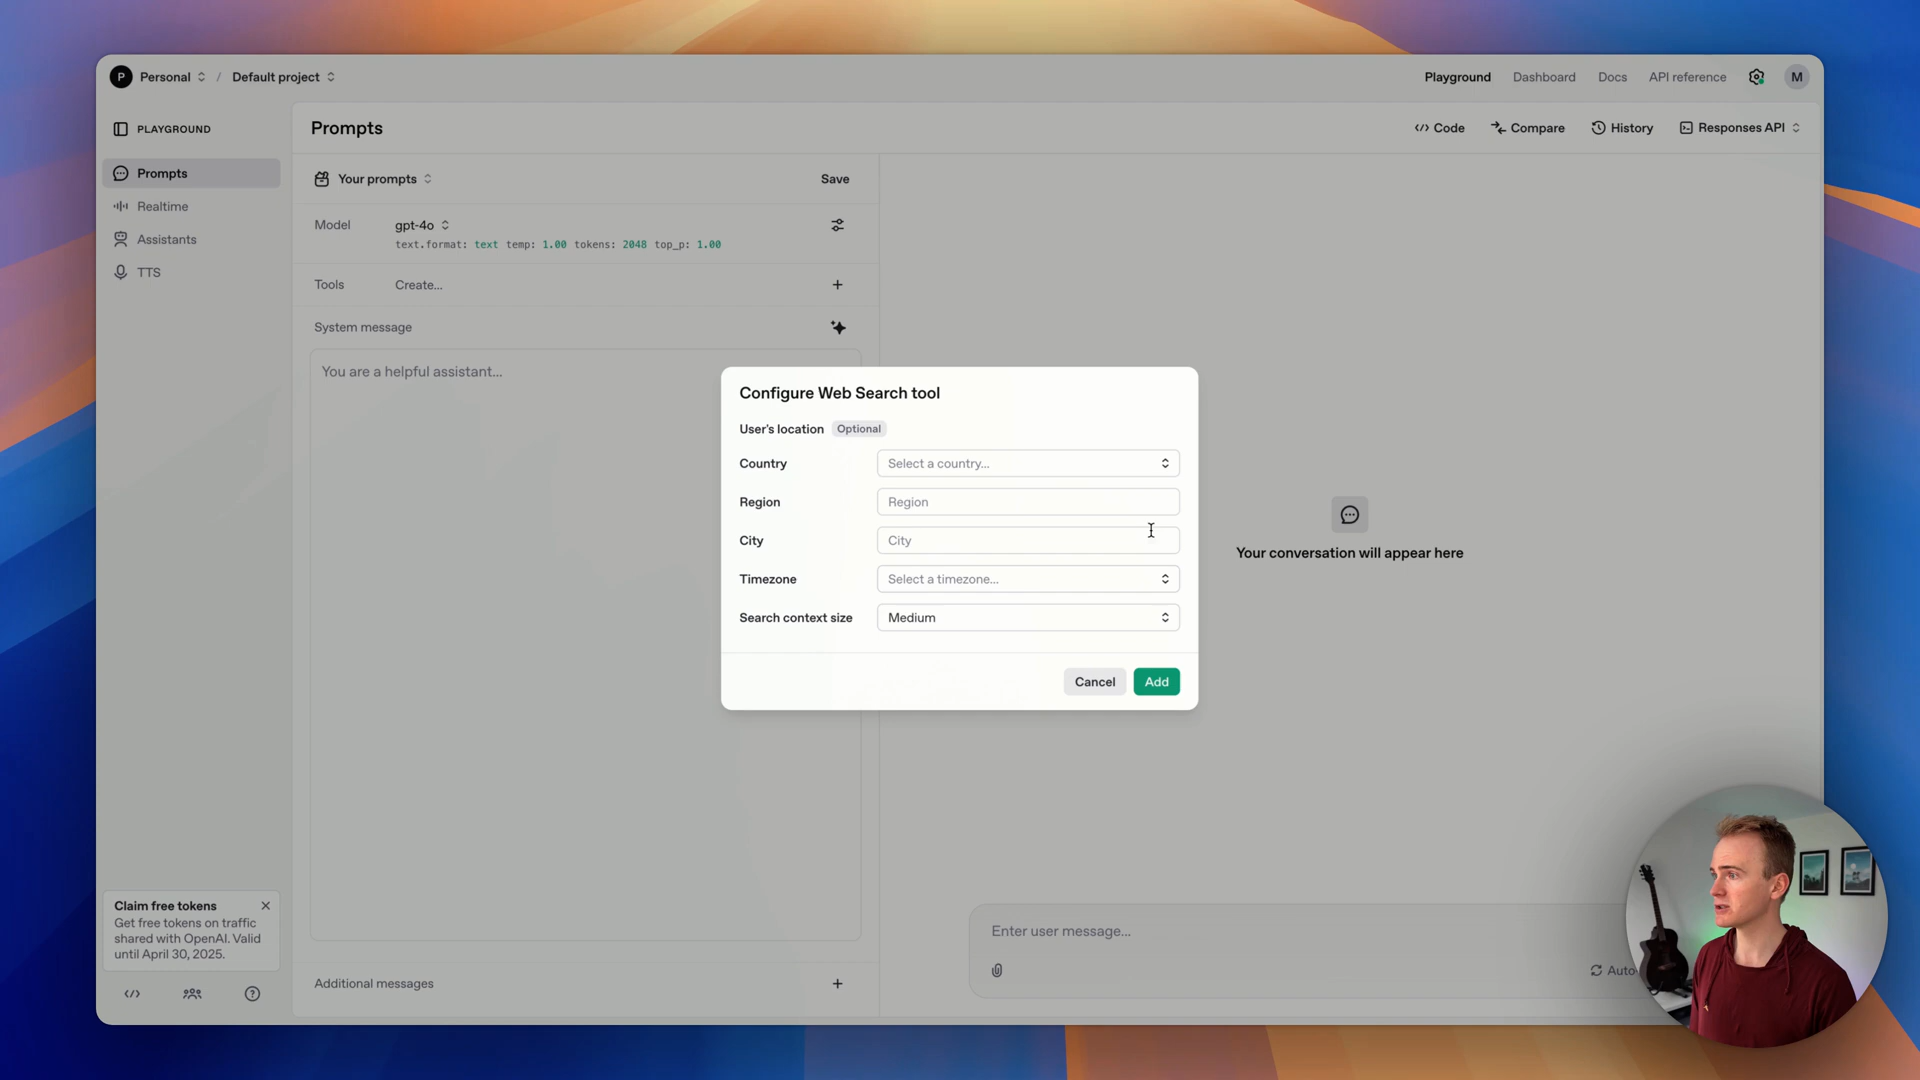 P Personal / Default project
Playground Dashboard Docs API reference M
PLAYGROUND
Prompts
Realtime
Assistants
TTS
Prompts
Code Compare History Responses API
Your prompts Save
Model gpt-4o
text.format: text temp: 1.00 tokens: 2048 top_p: 1.00
Tools Create...
System message
You are a helpful assistant...
Configure Web Search tool
User's location Optional
Country Select a country...
Region Region
City City
Timezone Select a timezone...
Search context size Medium
Cancel Add
Your conversation will appear here
Claim free tokens
Get free tokens on traffic
shared with OpenAI. Valid
until April 30, 2025.
Additional messages
Enter user message...
Auto